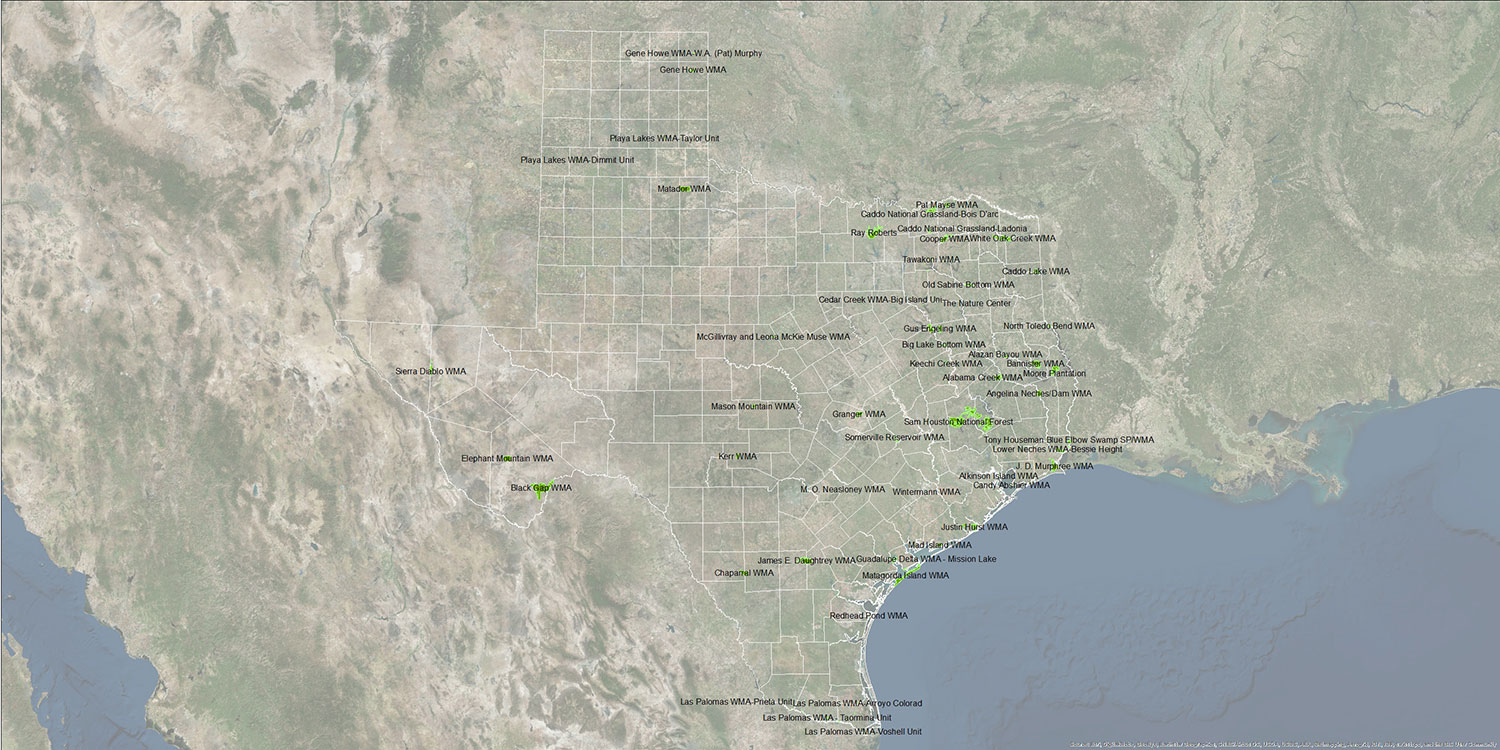 Gene Howe WMA-W.A. (Pat) Murphy
Gene Howe WMA
Playa Lakes WMA-Taylor Unit
Playa Lakes WMA-Dimmit Unit
Matador WMA
Pat Mayse WMA
Caddo National Grassland-Bois D'arc
Caddo National Grassland-Ladonia
Ray Roberts
Cooper WMA
White Oak Creek WMA
Tawakoni WMA
Caddo Lake WMA
Old Sabine Bottom WMA
Cedar Creek WMA-Big Island Uni
The Nature Center
North Toledo Bend WMA
Gus Engeling WMA
McGillivray and Leona McKie Muse WMA
Big Lake Bottom WMA
Alazan Bayou WMA
Keechi Creek WMA
Bannister WMA
Sierra Diablo WMA
Moore Plantation
Alabama Creek WMA
Angelina Neches/Dam WMA
Mason Mountain WMA
Granger WMA
Sam Houston National Forest
Somerville Reservoir WMA
Tony Houseman Blue Elbow Swamp SP/WMA
Lower Neches WMA-Bessie Height
Kerr WMA
Elephant Mountain WMA
J. D. Murphree WMA
Atkinson Island WMA
Candy Abshier WMA
Black Gap WMA
M. O. Neasloney WMA
Wintermann WMA
Justin Hurst WMA
Mad Island WMA
James E. Daughtrey WMA
Guadalupe Delta WMA - Mission Lake
Chaparral WMA
Matagorda Island WMA
Redhead Pond WMA
Las Palomas WMA-Prieta Unit
Las Palomas WMA-Arroyo Colorad
Las Palomas WMA - Taormina Unit
Las Palomas WMA-Voshell Unit